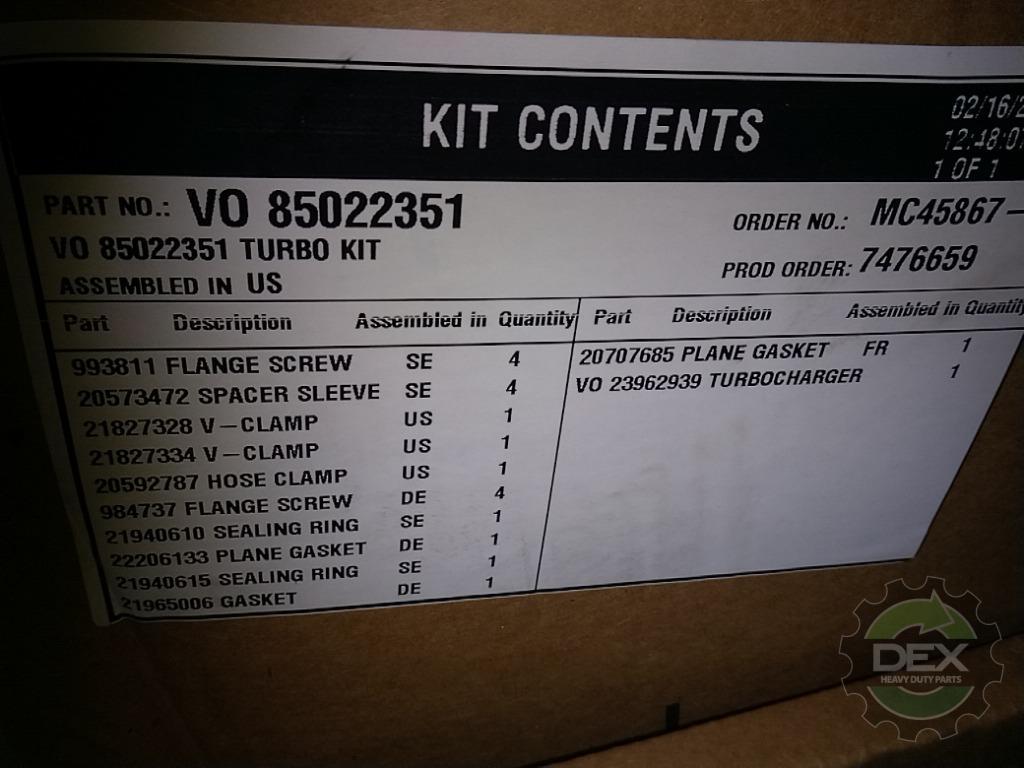 KIT CONTENTS
02/16/2
12:48:0
1 OF 1
PART NO.: VO 85022351
VO 85022351 TURBO KIT
ASSEMBLED IN US
ORDER NO.: MC45867-
PROD ORDER: 7476659
Part Description Assembled in Quantity
993811 FLANGE SCREW SE 4
20573472 SPACER SLEEVE SE 4
21827328 V-CLAMP US 1
21827334 V-CLAMP US 1
20592787 HOSE CLAMP US 1
984737 FLANGE SCREW DE 4
21940610 SEALING RING SE 1
22206133 PLANE GASKET DE 1
21940615 SEALING RING SE 1
21965006 GASKET DE 1
Part Description Assembled in Quantity
20707685 PLANE GASKET FR 1
VO 23962939 TURBOCHARGER 1
DEX
HEAVY DUTY PARTS